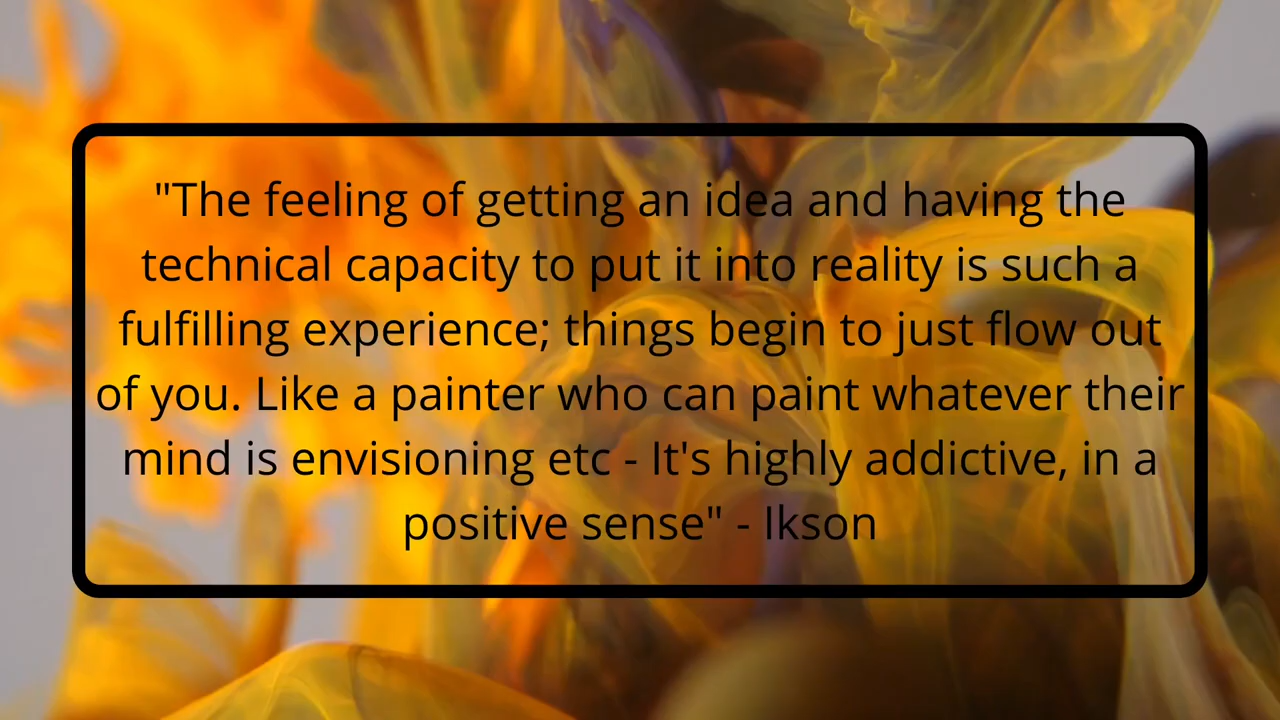 "The feeling of getting an idea and having the
technical capacity to put it into reality is such a
fulfilling experience; things begin to just flow out
of you. Like a painter who can paint whatever their
mind is envisioning etc - It's highly addictive, in a
positive sense" - Ikson